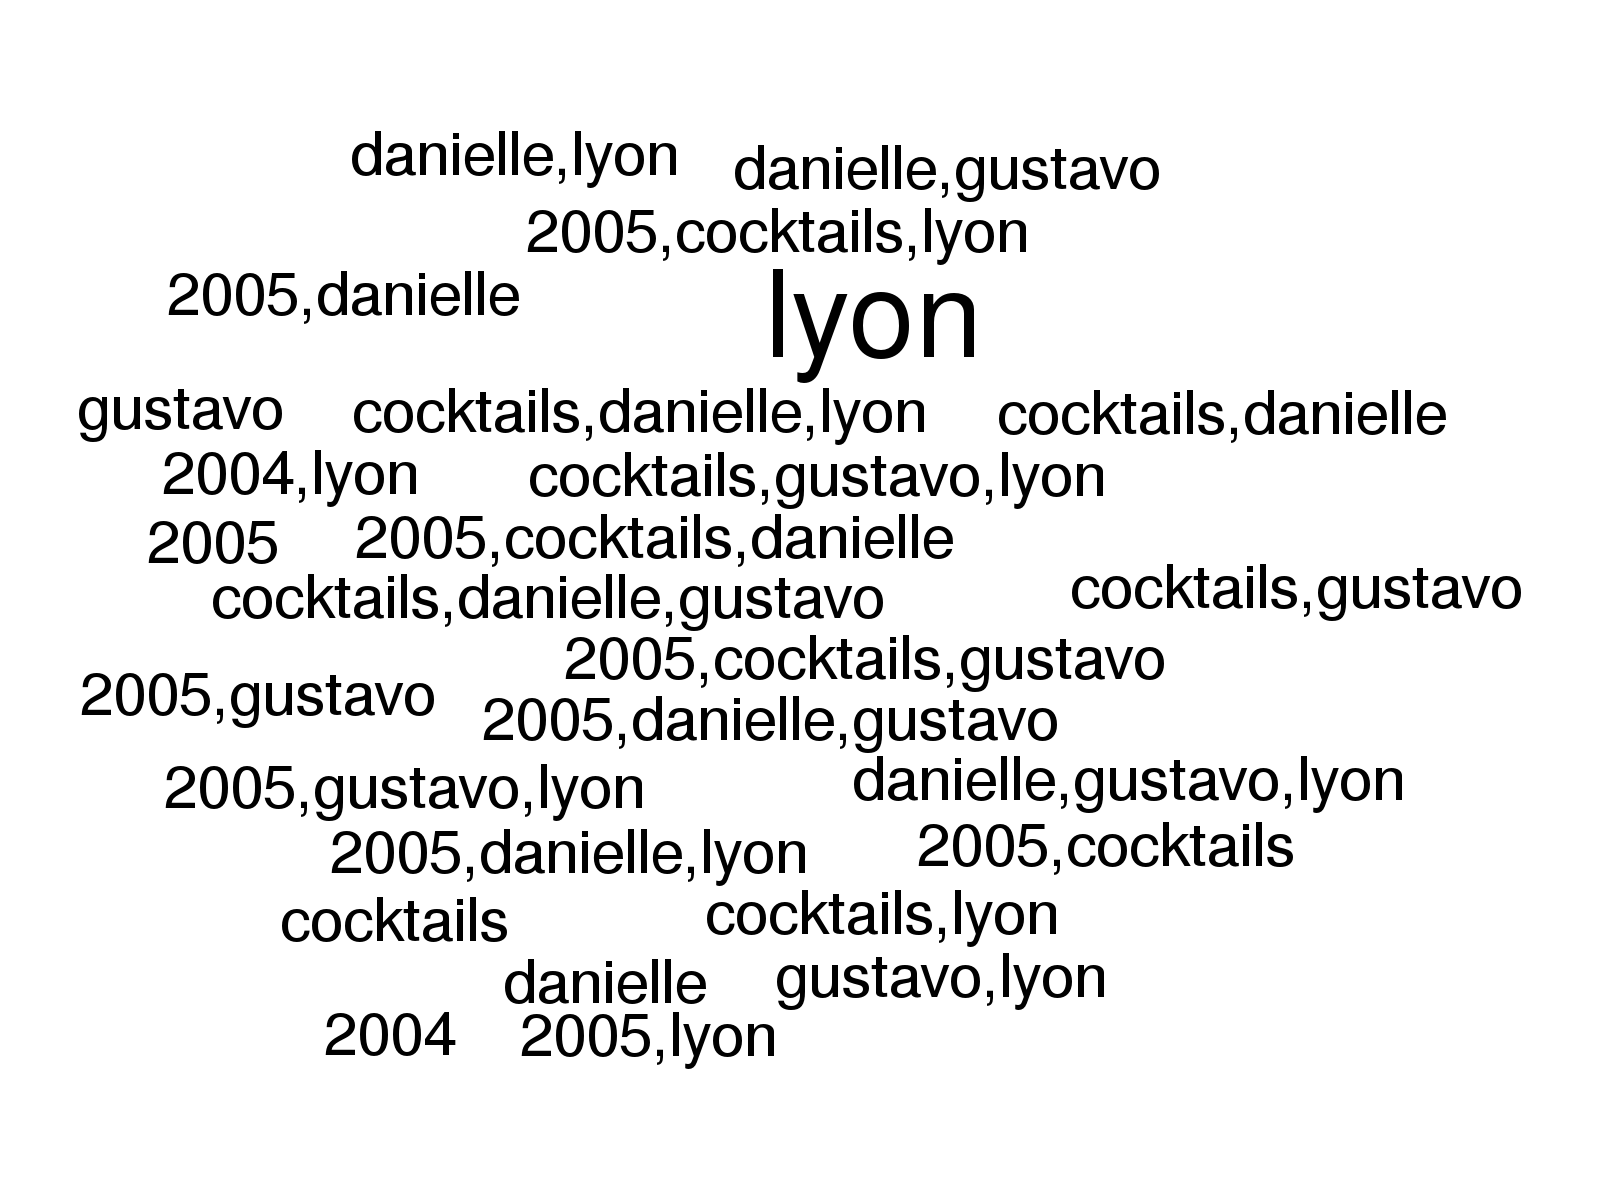 danielle,lyon
danielle,gustavo
2005,cocktails,lyon
2005,danielle
lyon
gustavo
cocktails,danielle,lyon
cocktails,danielle
2004,lyon
cocktails,gustavo,lyon
2005
2005,cocktails,danielle
cocktails,danielle,gustavo
cocktails,gustavo
2005,cocktails,gustavo
2005,gustavo
2005,danielle,gustavo
2005,gustavo,lyon
danielle,gustavo,lyon
2005,danielle,lyon
2005,cocktails
cocktails
cocktails,lyon
danielle
gustavo,lyon
2004
2005,lyon